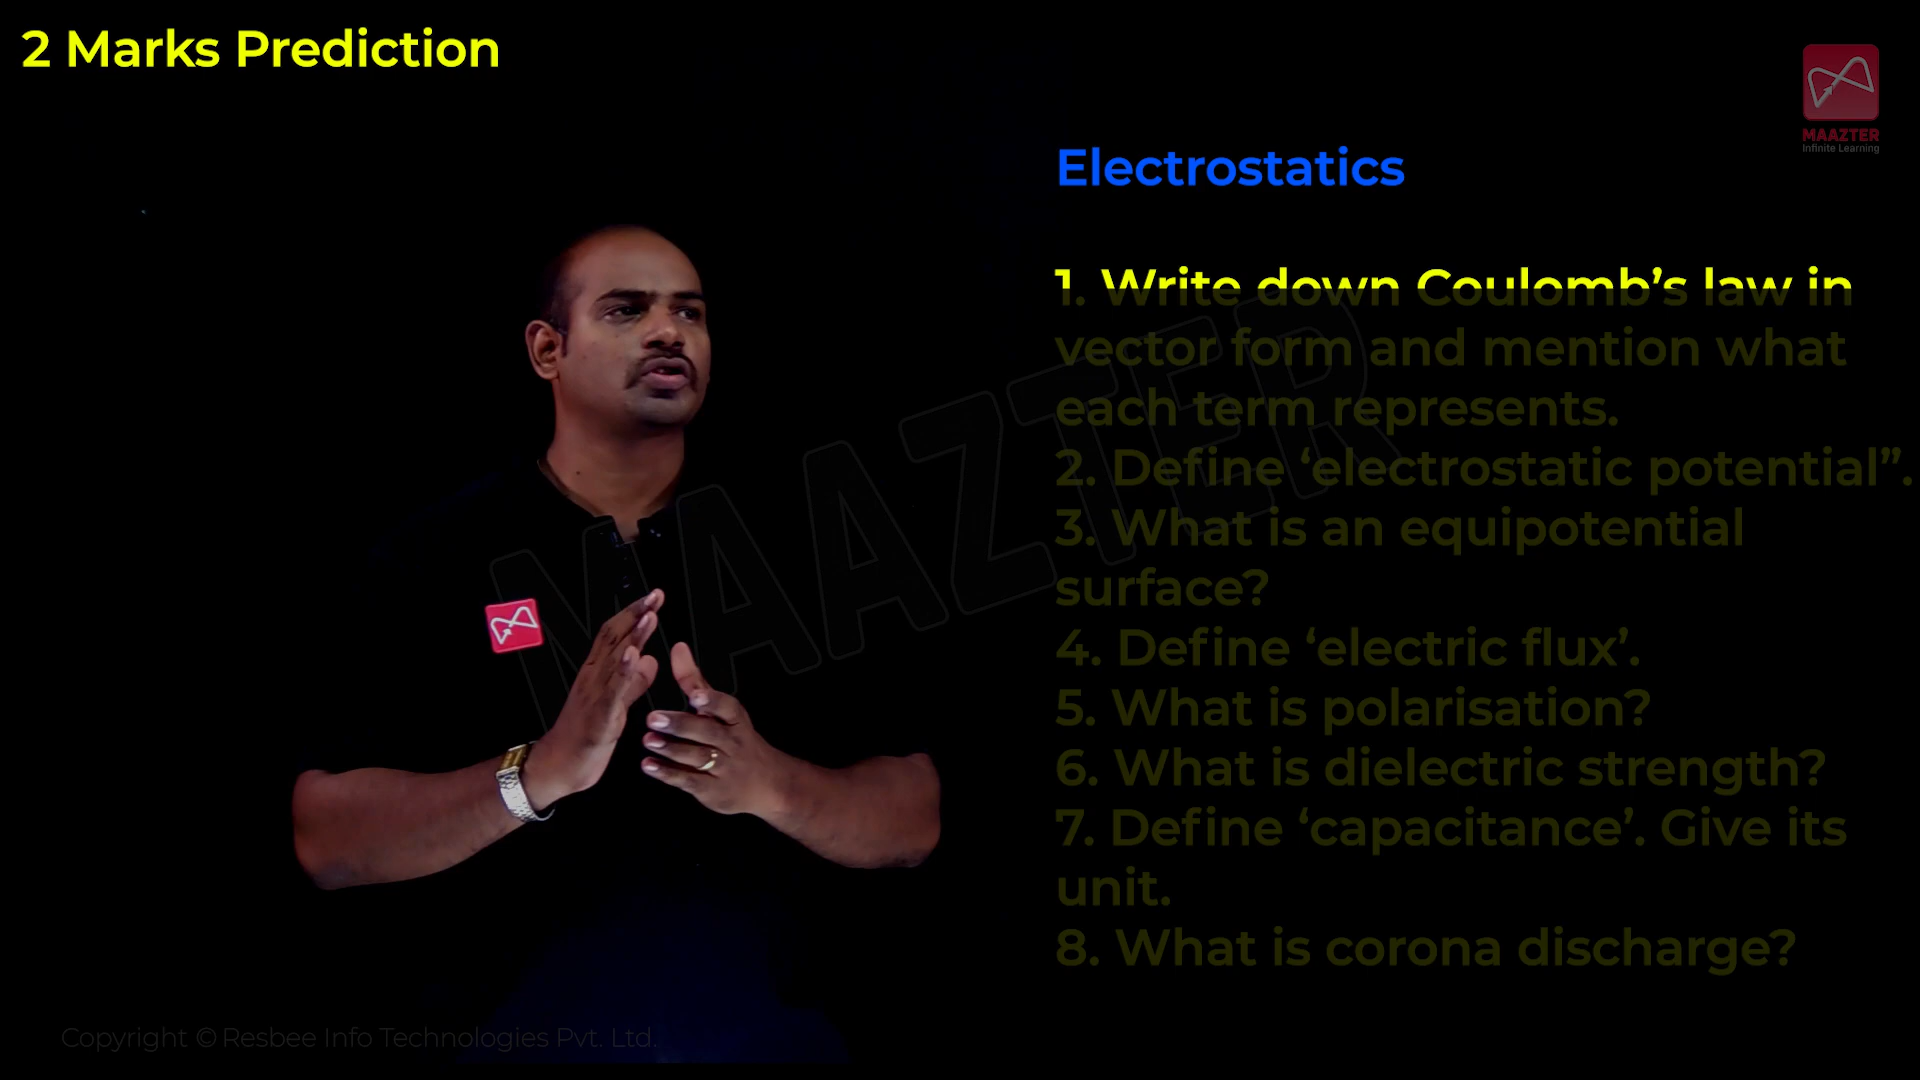 2 Marks Prediction
MAAZTER
Infinite Learning
Electrostatics
1. Write down Coulomb’s law in
vector form and mention what
each term represents.
2. Define ‘electrostatic potential”.
3. What is an equipotential
surface?
4. Define ‘electric flux’.
5. What is polarisation?
6. What is dielectric strength?
7. Define ‘capacitance’. Give its
unit.
8. What is corona discharge?
MAAZTER
Copyright © Resbee Info Technologies Pvt. Ltd.